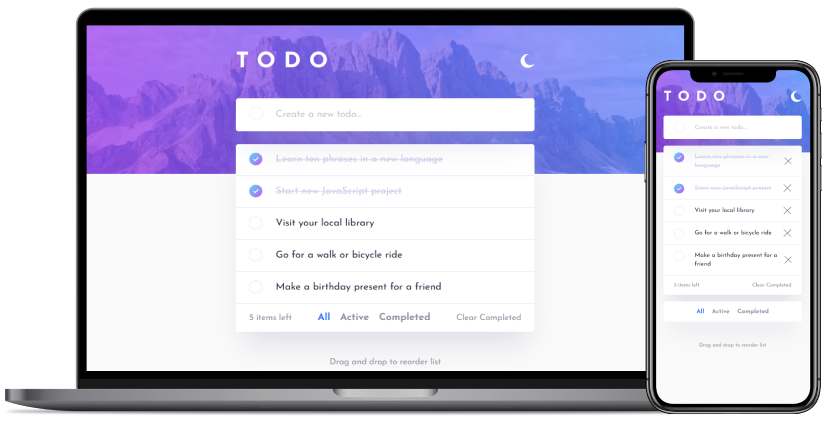 TODO
Create a new todo...
Learn ten phrases in a new language
Start new JavaScript project
Visit your local library
Go for a walk or bicycle ride
Make a birthday present for a friend
5 items left All Active Completed Clear Completed
Drag and drop to reorder list
TODO
Create a new todo...
Learn ten phrases in a new
language
Start new JavaScript project
Visit your local library
Go for a walk or bicycle ride
Make a birthday present for a
friend
5 items left Clear Completed
All Active Completed
Drag and drop to reorder list